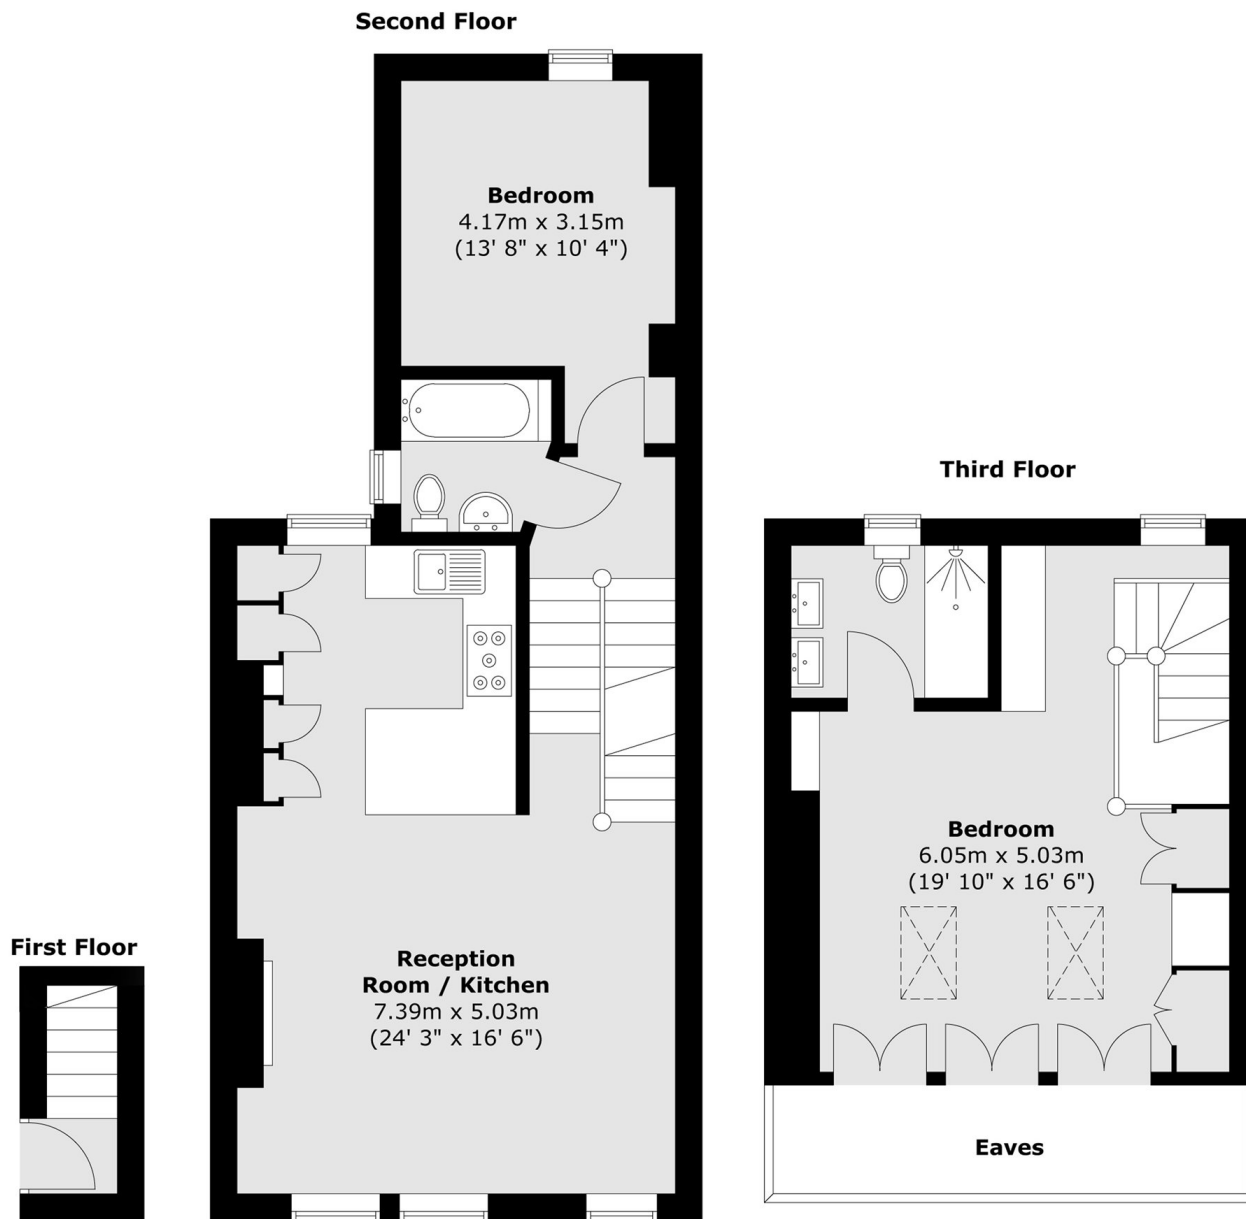 Second Floor
Bedroom
4.17m x 3.15m
(13' 8" x 10' 4")
Third Floor
Bedroom
6.05m x 5.03m
(19' 10" x 16' 6")
First Floor
Reception
Room / Kitchen
7.39m x 5.03m
(24' 3" x 16' 6")
Eaves